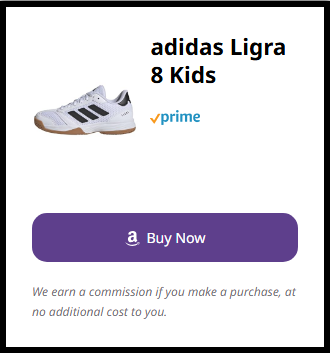 adidas Ligra
8 Kids
prime
Buy Now
We earn a commission if you make a purchase, at
no additional cost to you.